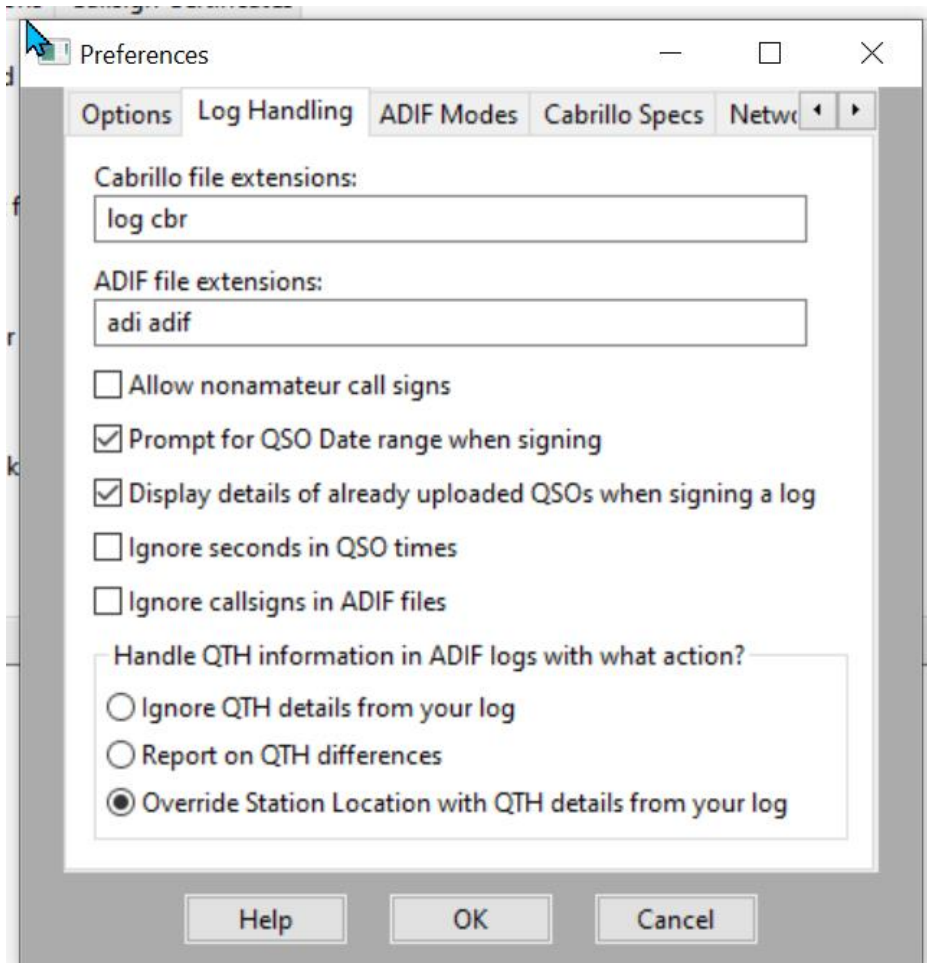 Callsign Certificates
Preferences
Options Log Handling ADIF Modes Cabrillo Specs Netwo
Cabrillo file extensions:
log cbr
ADIF file extensions:
adi adif
Allow nonamateur call signs
Prompt for QSO Date range when signing
Display details of already uploaded QSOs when signing a log
Ignore seconds in QSO times
Ignore callsigns in ADIF files
Handle QTH information in ADIF logs with what action?
Ignore QTH details from your log
Report on QTH differences
Override Station Location with QTH details from your log
Help OK Cancel